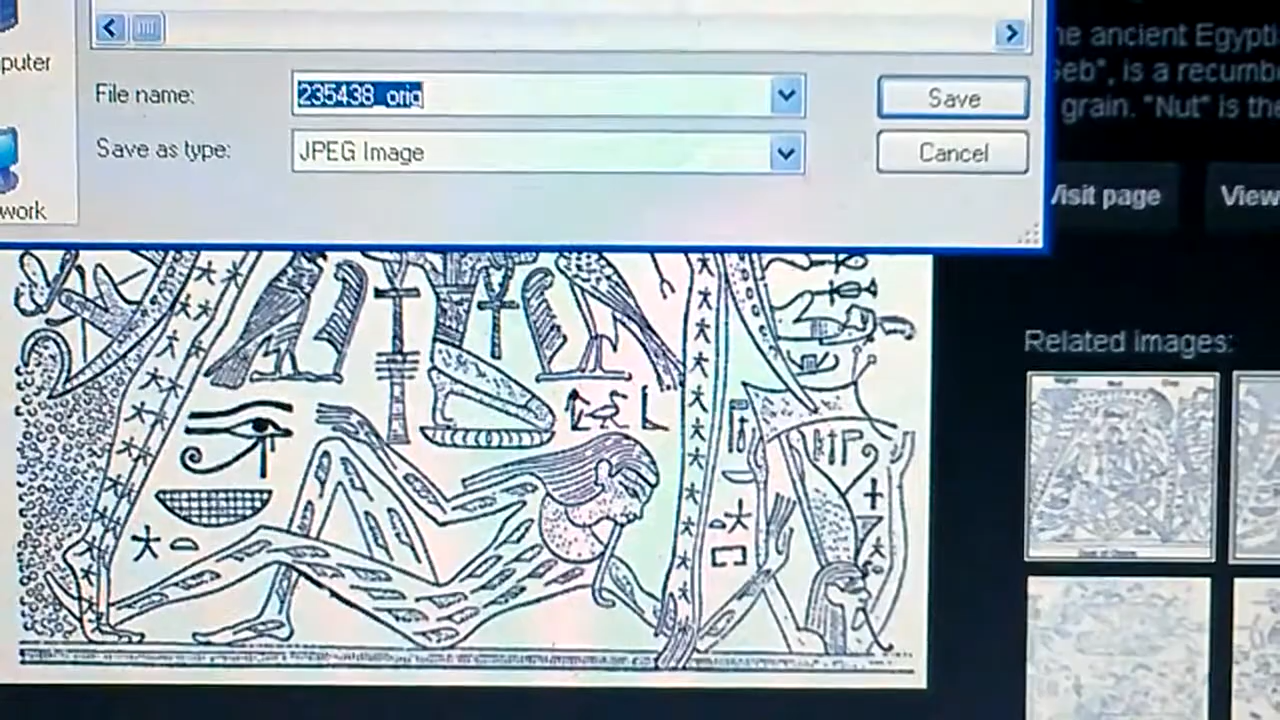 puter
work
File name:
235438_orig
Save
Save as type:
JPEG Image
Cancel
ne ancient Egypti
Seb", is a recumb
grain. "Nut" is the
Visit page
View
Related images: